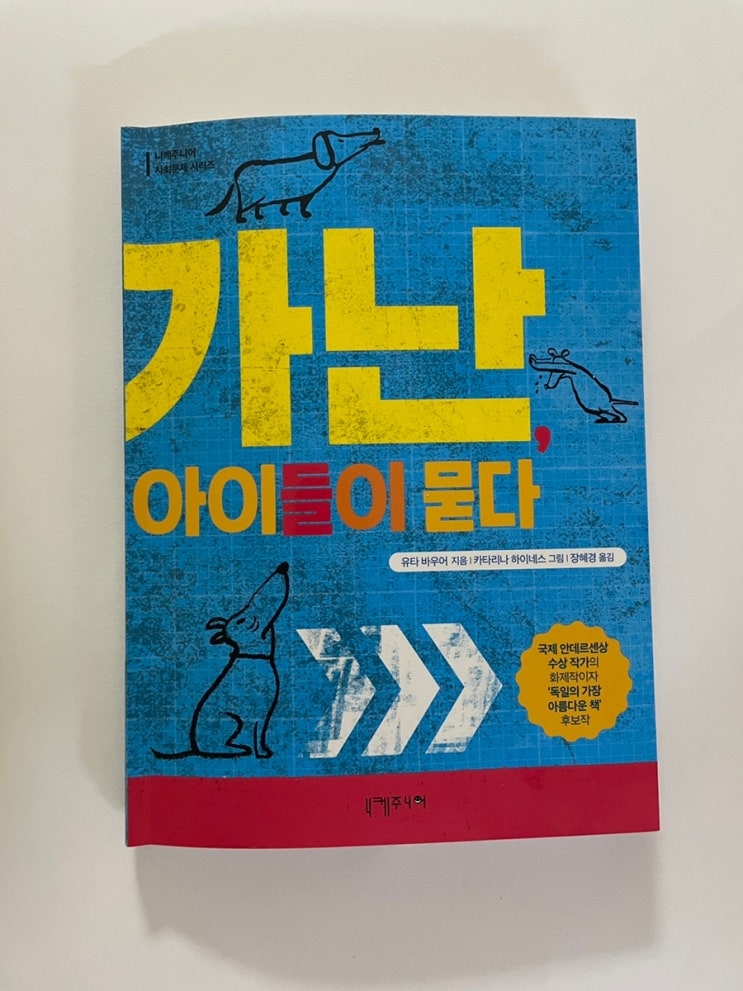 니케주니어
사회문제 시리즈
가난,
아이들이 묻다
유타 바우어 지음 | 카타리나 하이네스 그림 | 장혜경 옮김
국제 안데르센상
수상 작가의
화제작이자
'독일의 가장
아름다운 책'
후보작
니케주니어